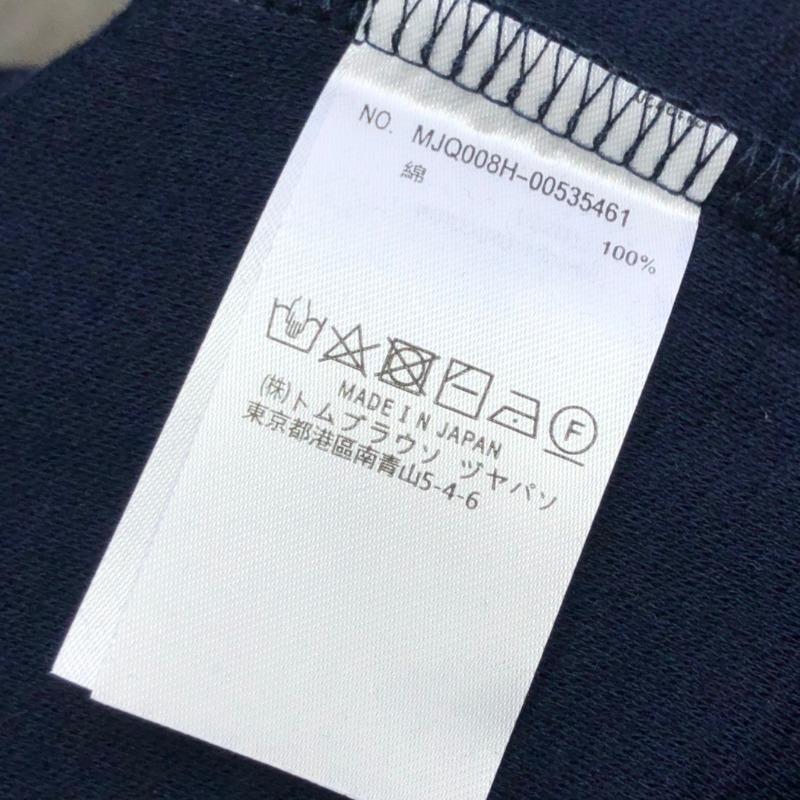 NO. MJQ008H-00535461
綿 100%
MADE IN JAPAN
(株)トムブラウソ ヅヤパソ
東京都港區南青山5-4-6
F